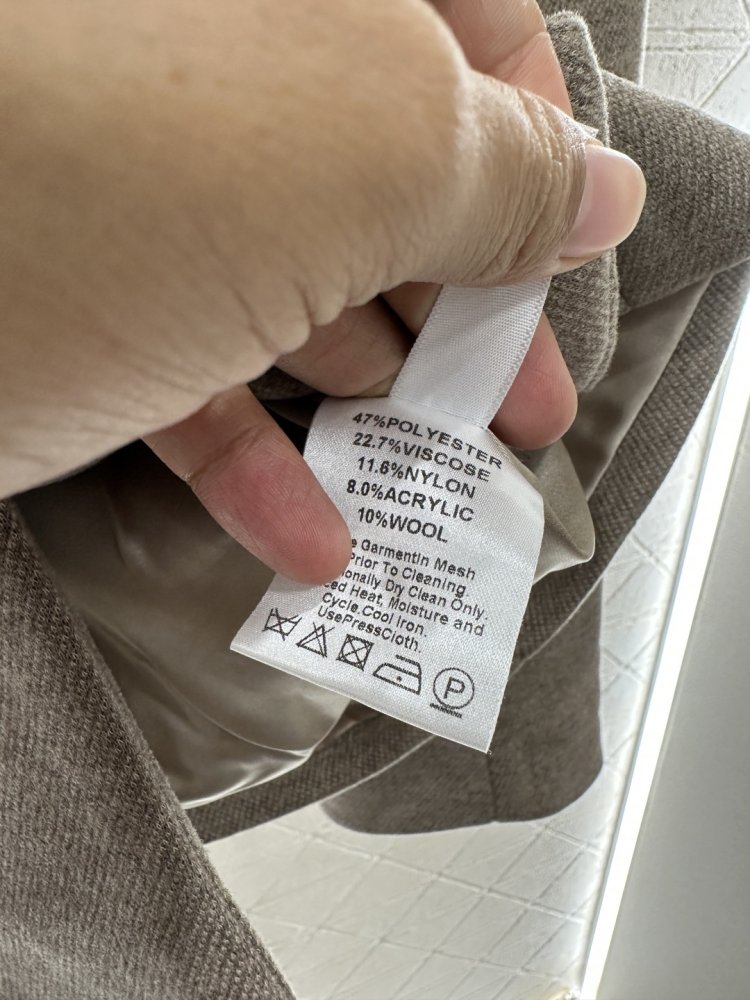 47%POLYESTER
22.7%VISCOSE
11.6%NYLON
8.0%ACRYLIC
10%WOOL
e GarmentIn Mesh
Prior To Cleaning
ionally Dry Clean Only.
ced Heat, Moisture and
Cycle.Cool Iron.
UsePressCloth.
P